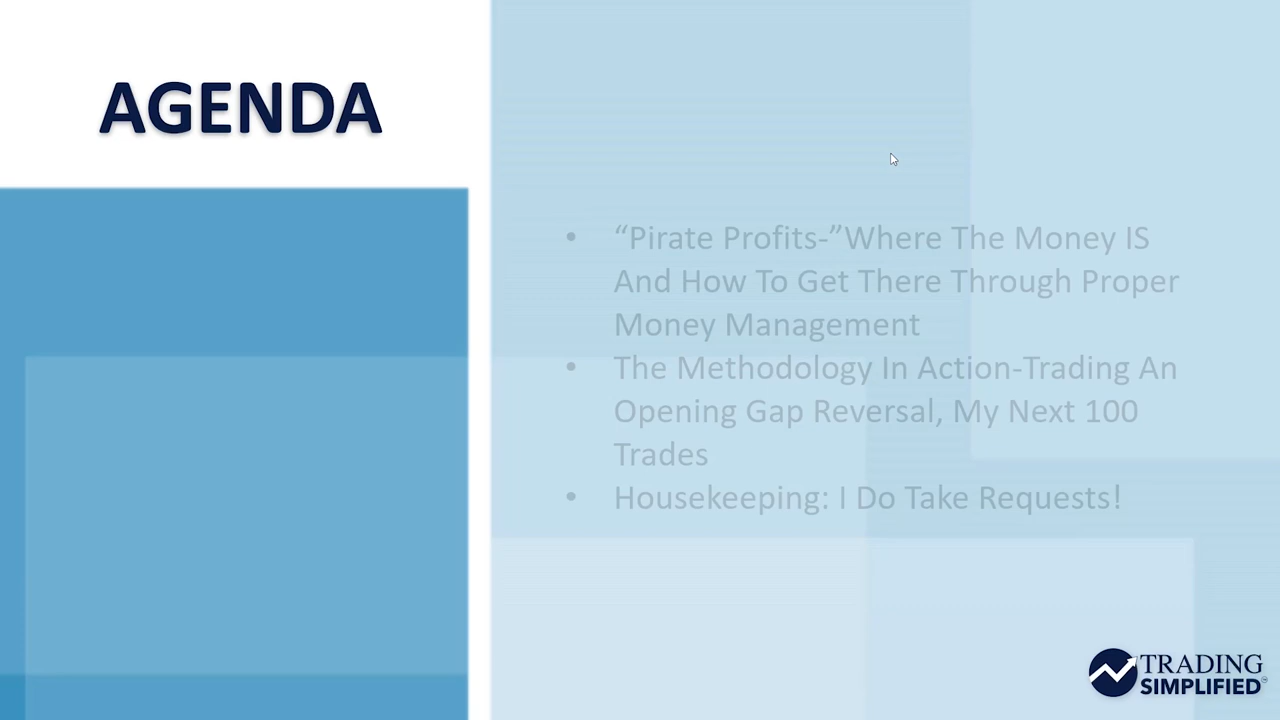 AGENDA
• “Pirate Profits-”Where The Money IS
And How To Get There Through Proper
Money Management
• The Methodology In Action-Trading An
Opening Gap Reversal, My Next 100
Trades
• Housekeeping: I Do Take Requests!
TRADING
SIMPLIFIED™